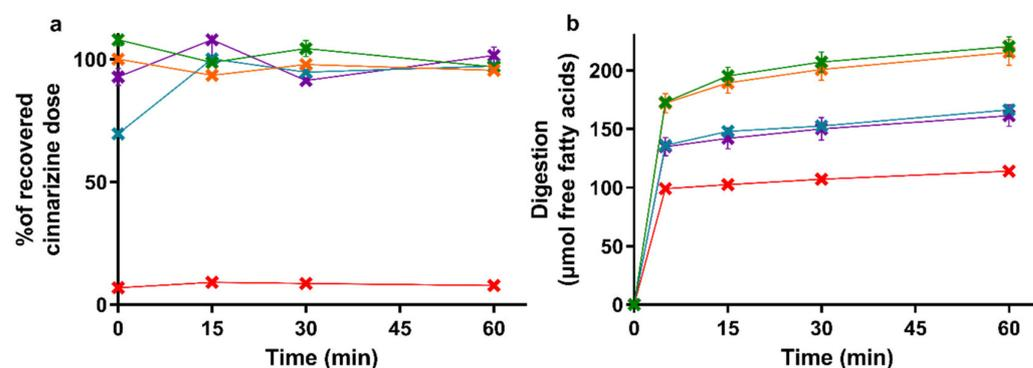 a
%of recovered
cinnarizine dose
100
50
0
0 15 30 45 60
Time (min)
b
Digestion
(µmol free fatty acids)
200
150
100
50
0
0 15 30 45 60
Time (min)